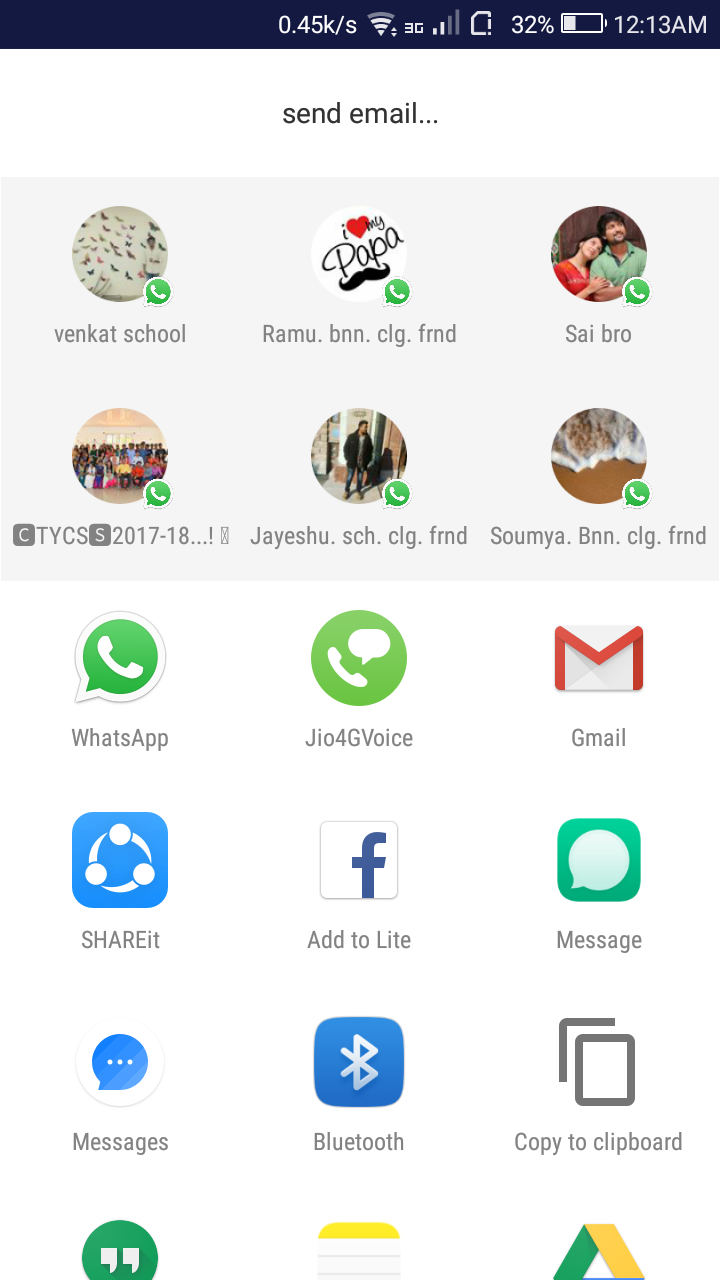 0.45k/s 3G 32% 12:13AM
send email...
i ❤ my
Papa
venkat school
Ramu. bnn. clg. frnd
Sai bro
🅲TYCS🆂2017-18...!
Jayeshu. sch. clg. frnd
Soumya. Bnn. clg. frnd
WhatsApp
Jio4GVoice
Gmail
SHAREit
Add to Lite
Message
Messages
Bluetooth
Copy to clipboard